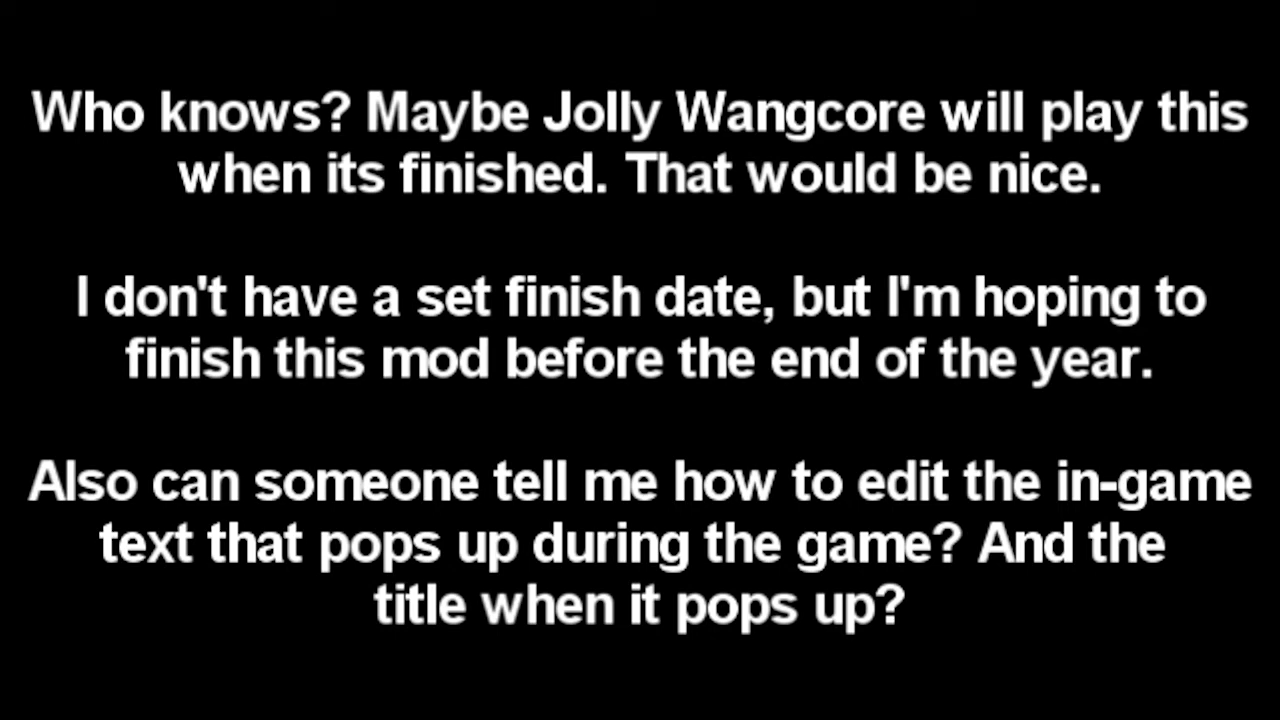 Who knows? Maybe Jolly Wangcore will play this
when its finished. That would be nice.
I don't have a set finish date, but I'm hoping to
finish this mod before the end of the year.
Also can someone tell me how to edit the in-game
text that pops up during the game? And the
title when it pops up?